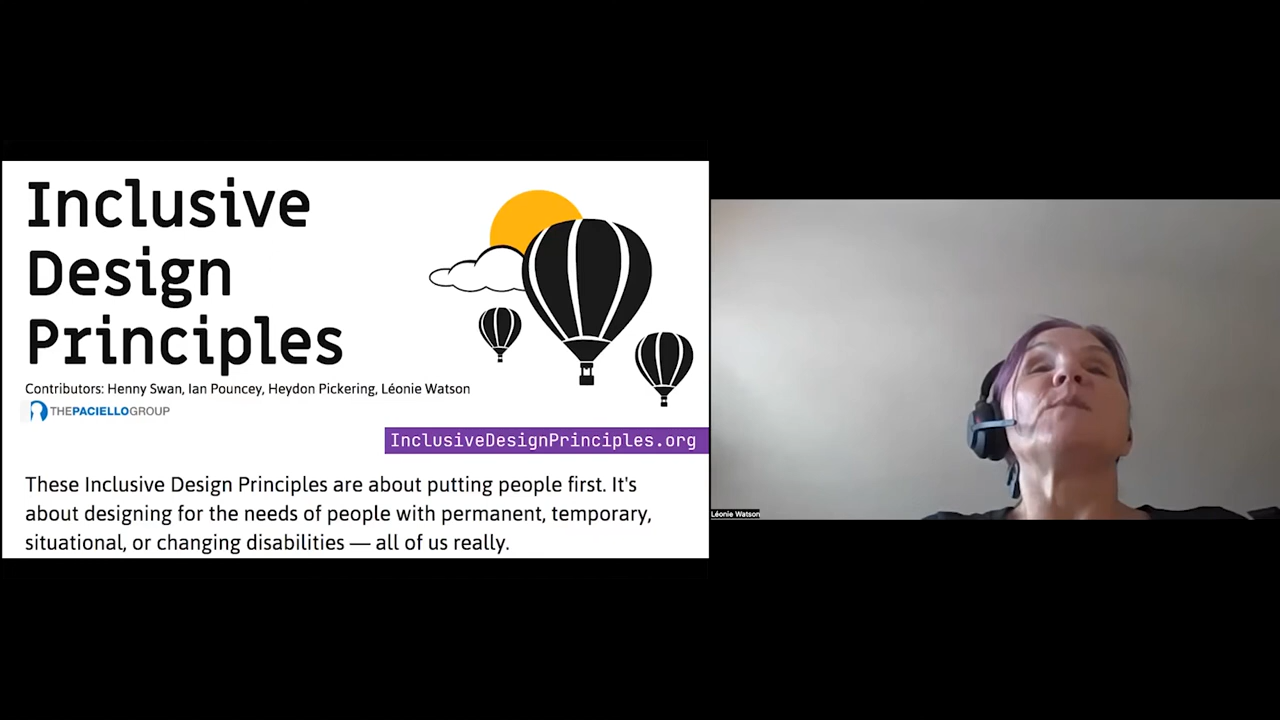 Inclusive
Design
Principles
Contributors: Henny Swan, Ian Pouncey, Heydon Pickering, Léonie Watson
THEPACIELLOGROUP
InclusiveDesignPrinciples.org
These Inclusive Design Principles are about putting people first. It's
about designing for the needs of people with permanent, temporary,
situational, or changing disabilities — all of us really.
Léonie Watson